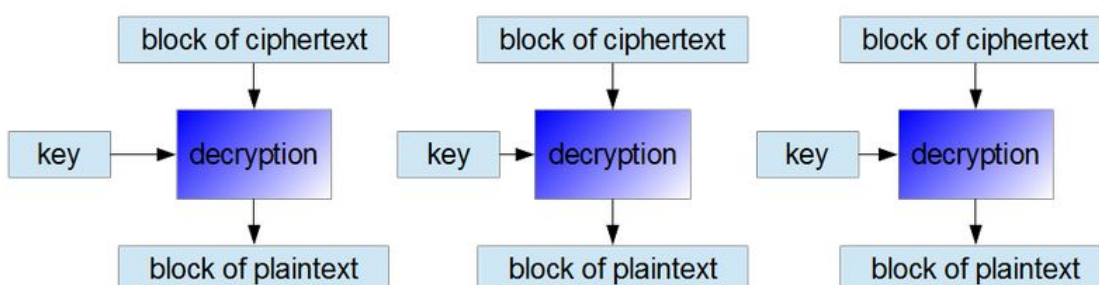 block of ciphertext block of ciphertext block of ciphertext
key decryption key decryption key decryption
block of plaintext block of plaintext block of plaintext